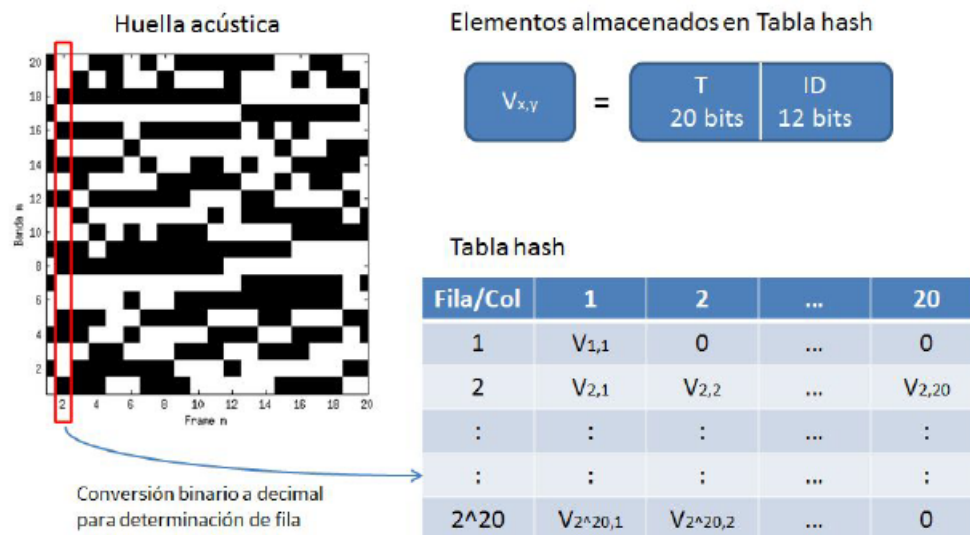 Huella acústica
20
18
16
14
12
10
8
6
4
2
Banda m
2 4 6 8 10 12 14 16 18 20
Frame n
Conversión binario a decimal
para determinación de fila
Elementos almacenados en Tabla hash
Vx,y = T ID
20 bits 12 bits
Tabla hash
Fila/Col 1 2 ... 20
1 V1,1 0 ... 0
2 V2,1 V2,2 ... V2,20
: : : ... :
: : : ... :
2^20 V2^20,1 V2^20,2 ... 0